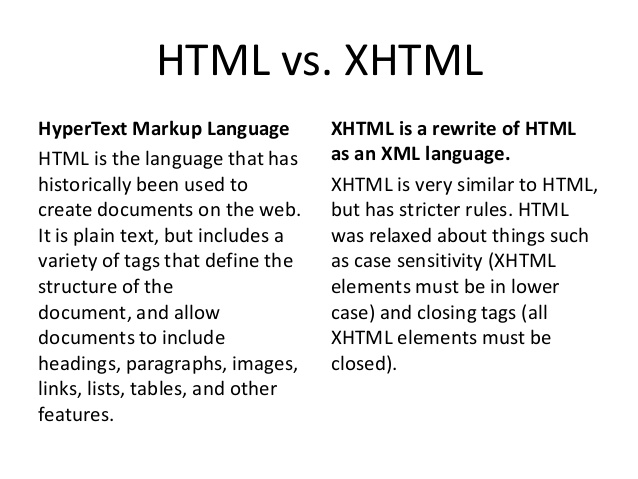 HTML vs. XHTML
HyperText Markup Language
HTML is the language that has
historically been used to
create documents on the web.
It is plain text, but includes a
variety of tags that define the
structure of the
document, and allow
documents to include
headings, paragraphs, images,
links, lists, tables, and other
features.
XHTML is a rewrite of HTML
as an XML language.
XHTML is very similar to HTML,
but has stricter rules. HTML
was relaxed about things such
as case sensitivity (XHTML
elements must be in lower
case) and closing tags (all
XHTML elements must be
closed).